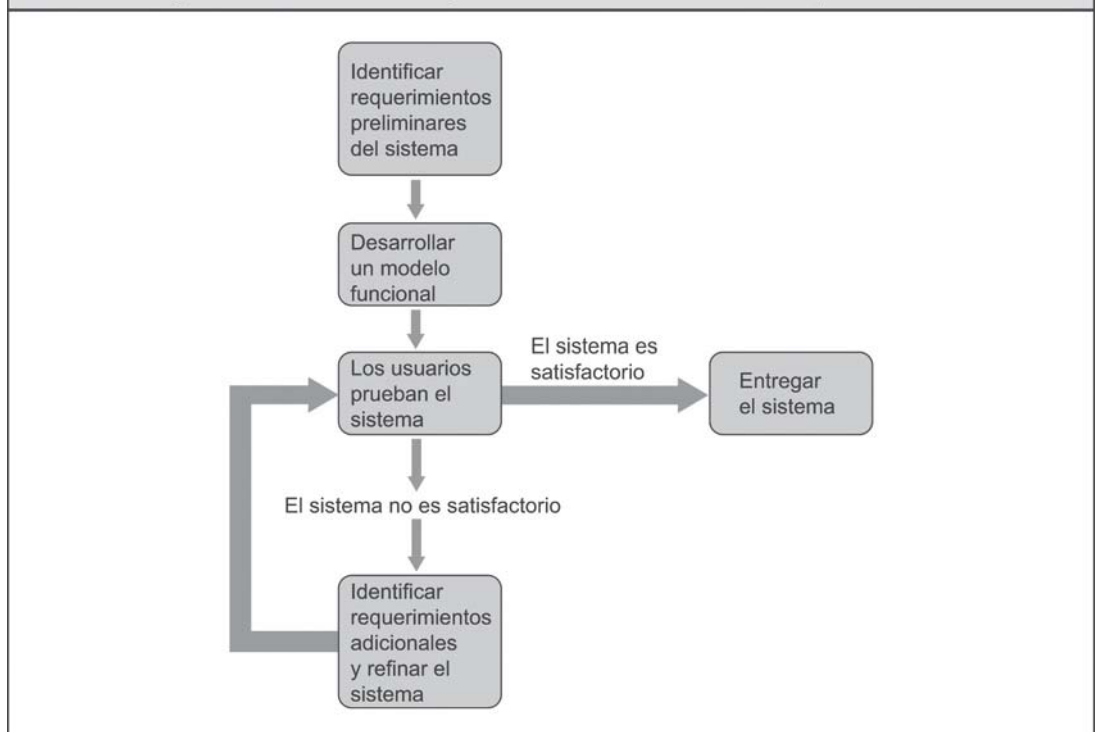 Identificar
requerimientos
preliminares
del sistema
Desarrollar
un modelo
funcional
Los usuarios
prueban el
sistema
El sistema es
satisfactorio
Entregar
el sistema
El sistema no es satisfactorio
Identificar
requerimientos
adicionales
y refinar el
sistema